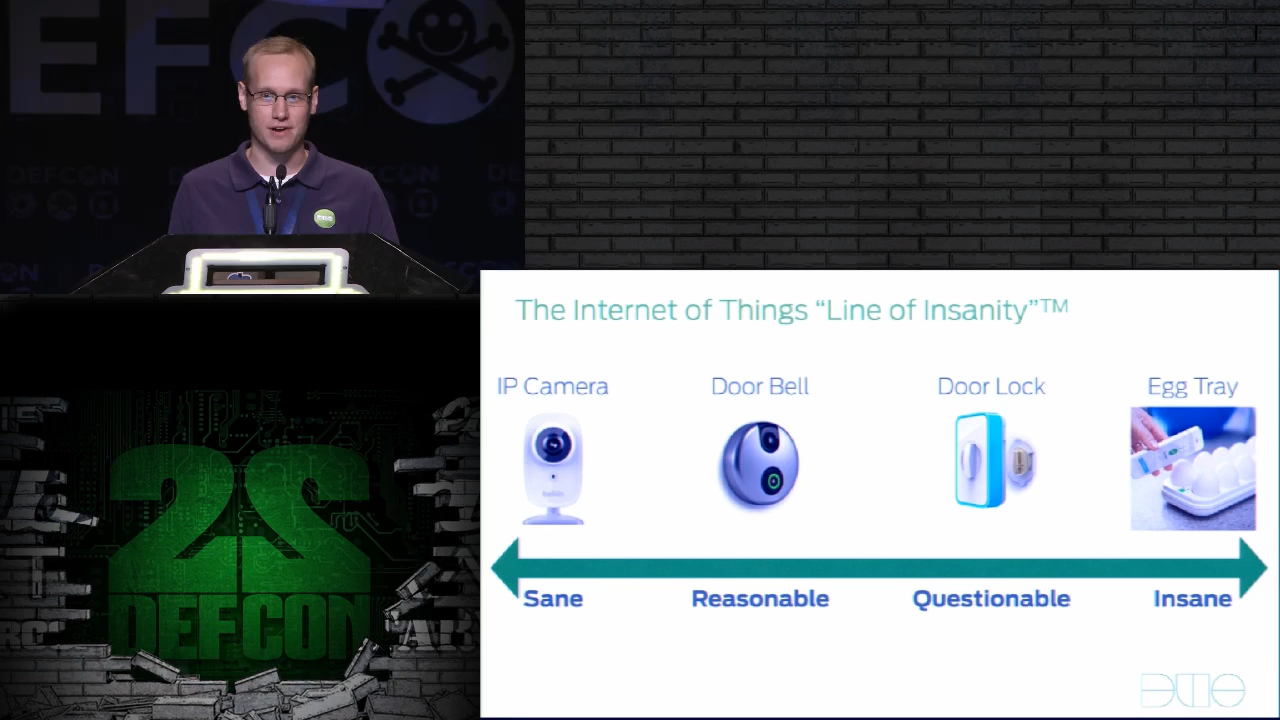 DEFCON
The Internet of Things “Line of Insanity”™
IP Camera
Door Bell
Door Lock
Egg Tray
Sane
Reasonable
Questionable
Insane
DUO
22
DEFCON